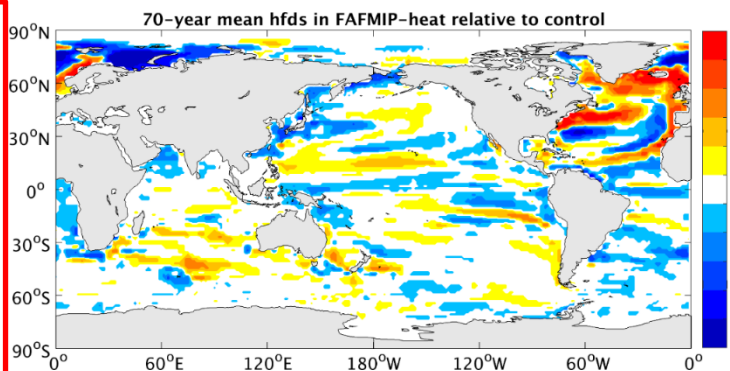 70-year mean hfds in FAFMIP-heat relative to control
90°N
60°N
30°N
0°
30°S
60°S
90°S
0° 60°E 120°E 180°W 120°W 60°W 0°